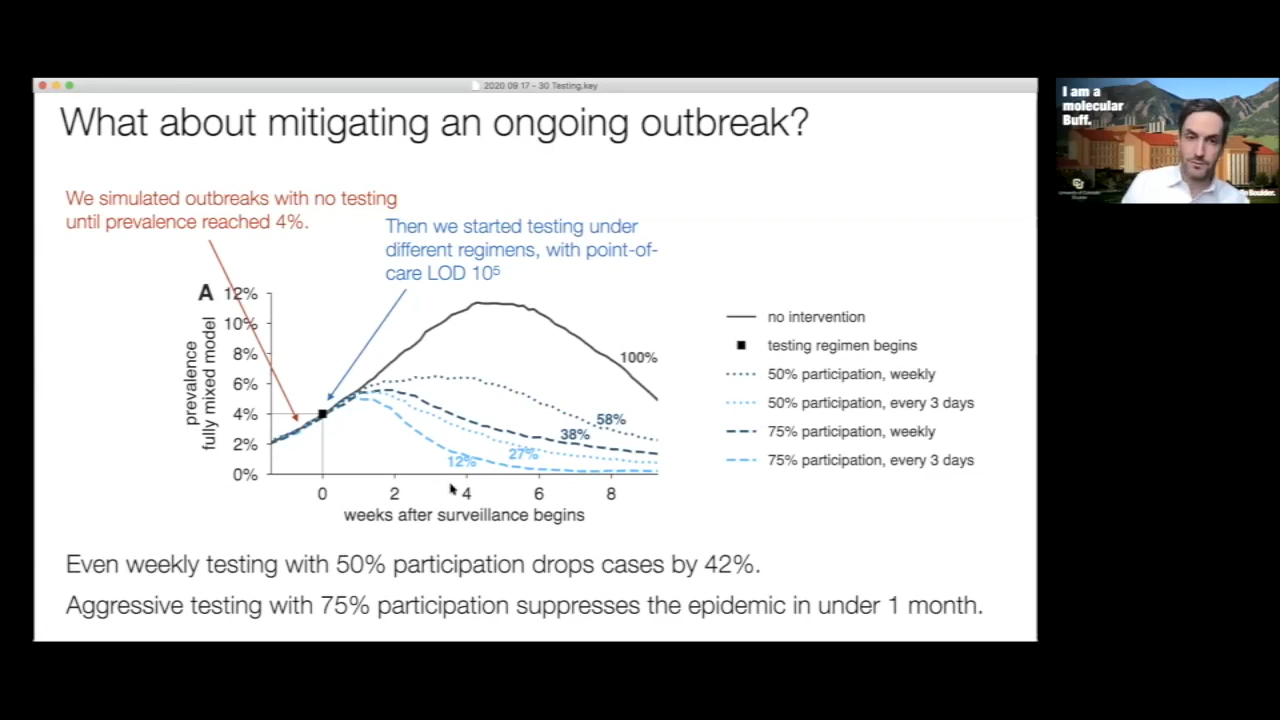 2020 09 17 - 30 Testing.key
What about mitigating an ongoing outbreak?
I am a
molecular
Buff.
We simulated outbreaks with no testing
until prevalence reached 4%.
Then we started testing under
different regimens, with point-of-
care LOD 10⁵
A
12%
10%
8%
6%
4%
2%
0%
prevalence
fully mixed model
100%
58%
38%
27%
12%
0 2 4 6 8
weeks after surveillance begins
no intervention
testing regimen begins
50% participation, weekly
50% participation, every 3 days
75% participation, weekly
75% participation, every 3 days
Even weekly testing with 50% participation drops cases by 42%.
Aggressive testing with 75% participation suppresses the epidemic in under 1 month.